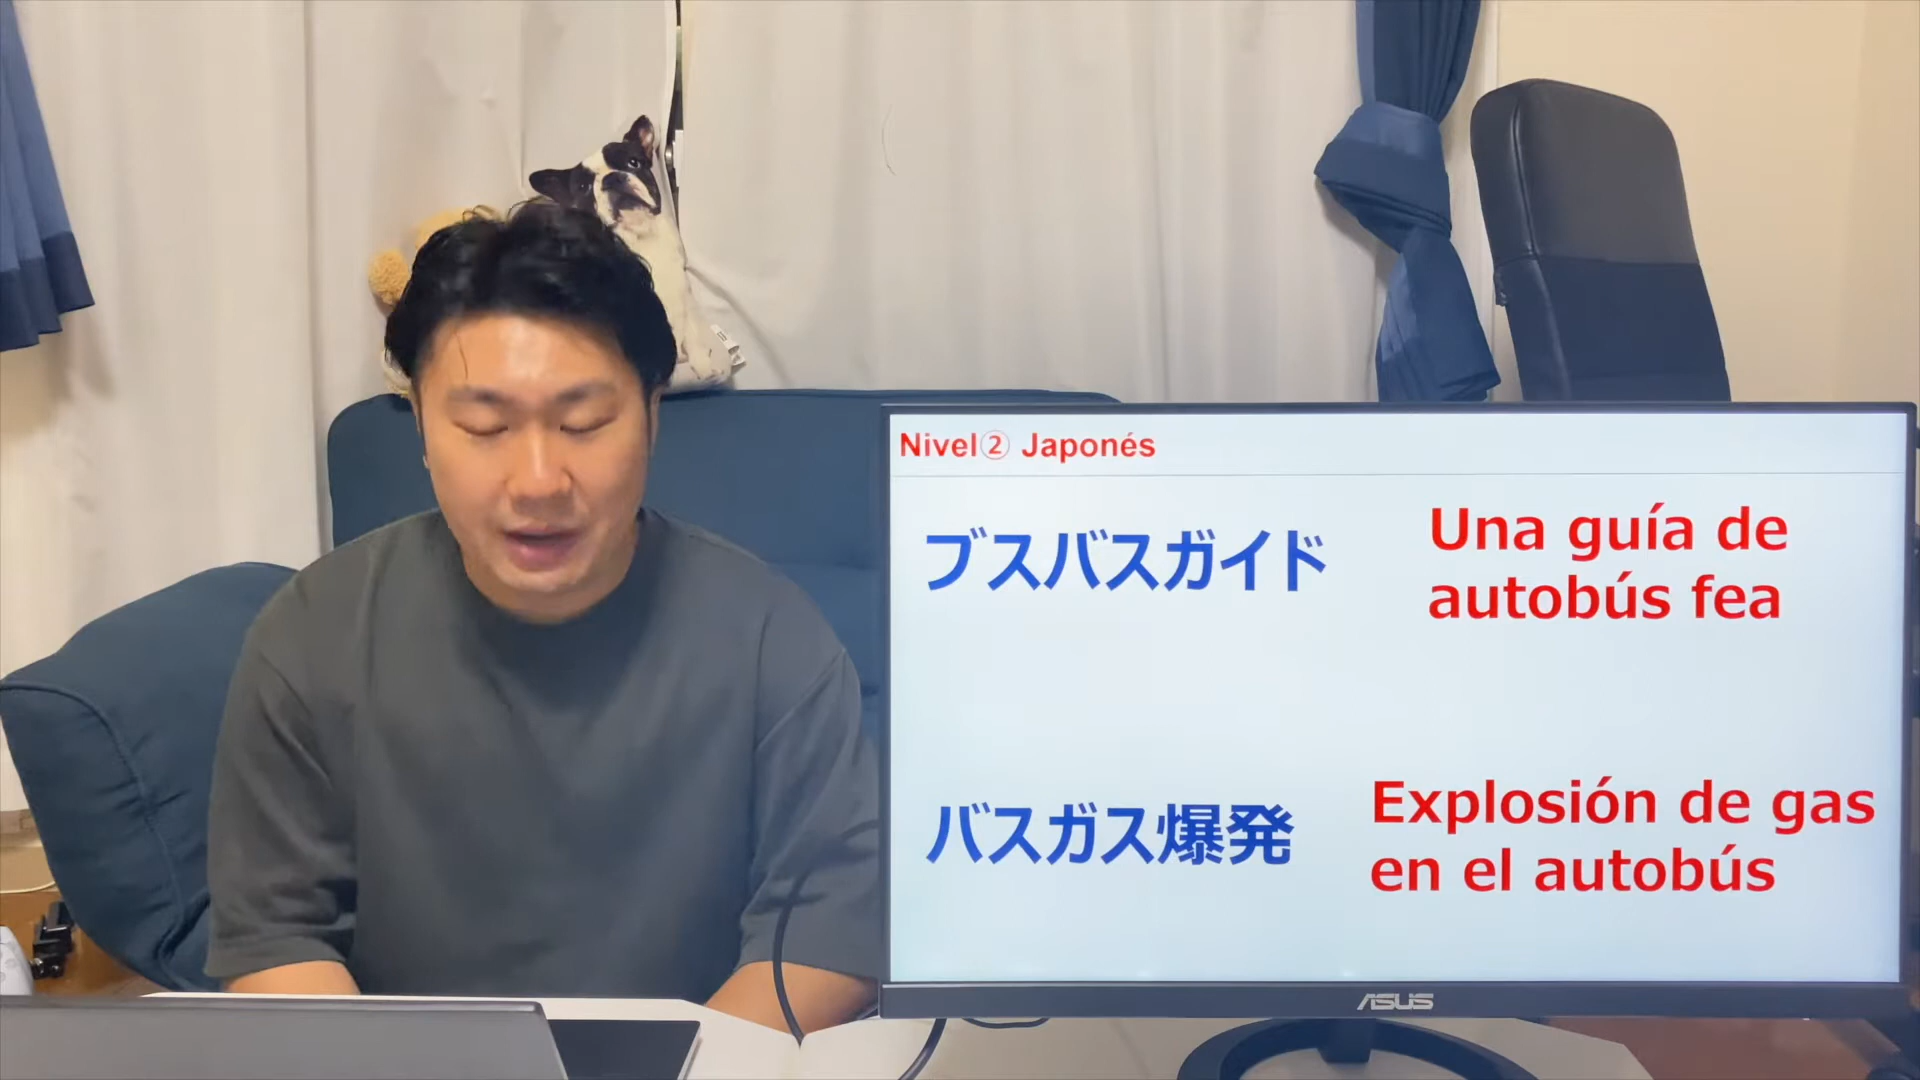 Nivel② Japonés
ブスバスガイド
Una guía de
autobús fea
バスガス爆発
Explosión de gas
en el autobús
ASUS